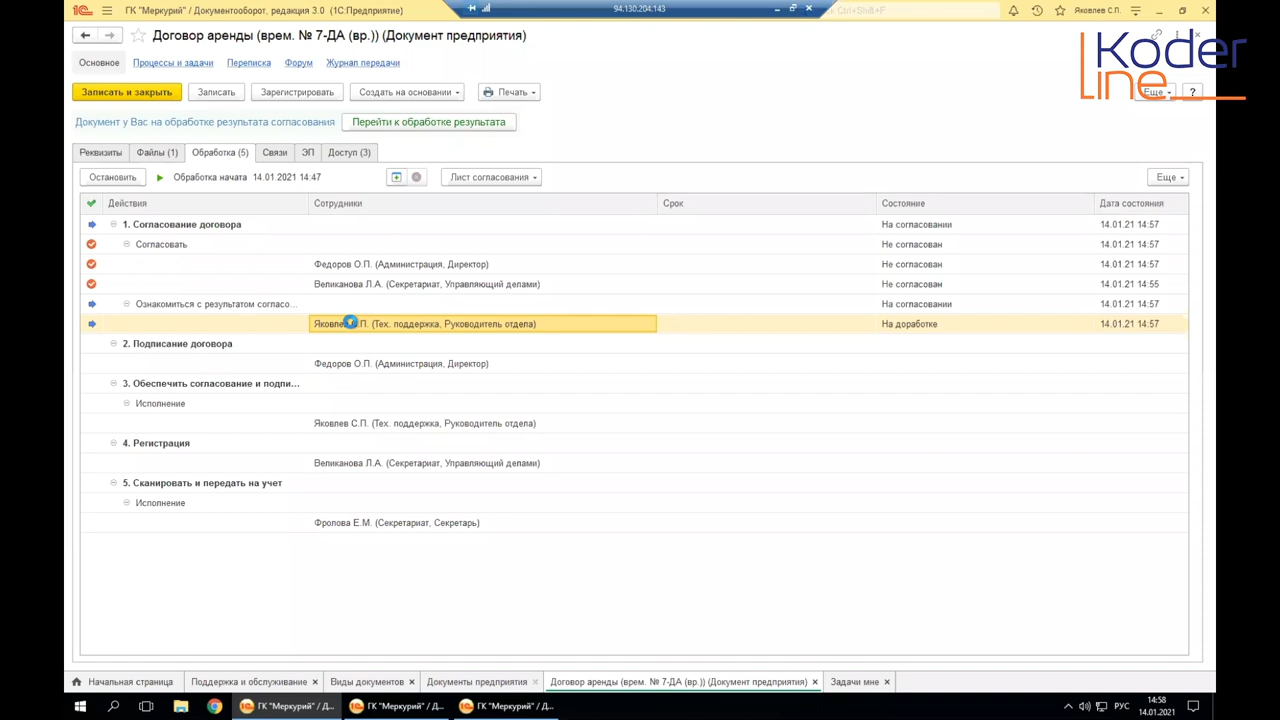 ГК "Меркурий" / Документооборот, редакция 3.0 (1С:Предприятие)
94.130.204.143
Ctrl+Shift+F
Яковлев С.П.
Договор аренды (врем. № 7-ДА (вр.)) (Документ предприятия)
Koder
line
Основное Процессы и задачи Переписка Форум Журнал передачи
Записать и закрыть Записать Зарегистрировать Создать на основании Печать Еще ?
Документ у Вас на обработке результата согласования Перейти к обработке результата
Реквизиты Файлы (1) Обработка (5) Связи ЭП Доступ (3)
Остановить Обработка начата 14.01.2021 14:47 Лист согласования Еще
Действия Сотрудники Срок Состояние Дата состояния
1. Согласование договора На согласовании 14.01.21 14:57
Согласовать Не согласован 14.01.21 14:57
Федоров О.П. (Администрация, Директор) Не согласован 14.01.21 14:57
Великанова Л.А. (Секретариат, Управляющий делами) Не согласован 14.01.21 14:55
Ознакомиться с результатом согласо... На согласовании 14.01.21 14:57
Яковлев С.П. (Тех. поддержка, Руководитель отдела) На доработке 14.01.21 14:57
2. Подписание договора
Федоров О.П. (Администрация, Директор)
3. Обеспечить согласование и подпи...
Исполнение
Яковлев С.П. (Тех. поддержка, Руководитель отдела)
4. Регистрация
Великанова Л.А. (Секретариат, Управляющий делами)
5. Сканировать и передать на учет
Исполнение
Фролова Е.М. (Секретариат, Секретарь)
Начальная страница Поддержка и обслуживание Виды документов Документы предприятия Договор аренды (врем. № 7-ДА (вр.)) (Документ предприятия) Задачи мне
ГК "Меркурий" / Д... ГК "Меркурий" / Д... ГК "Меркурий" / Д... РУС 14:58
14.01.2021